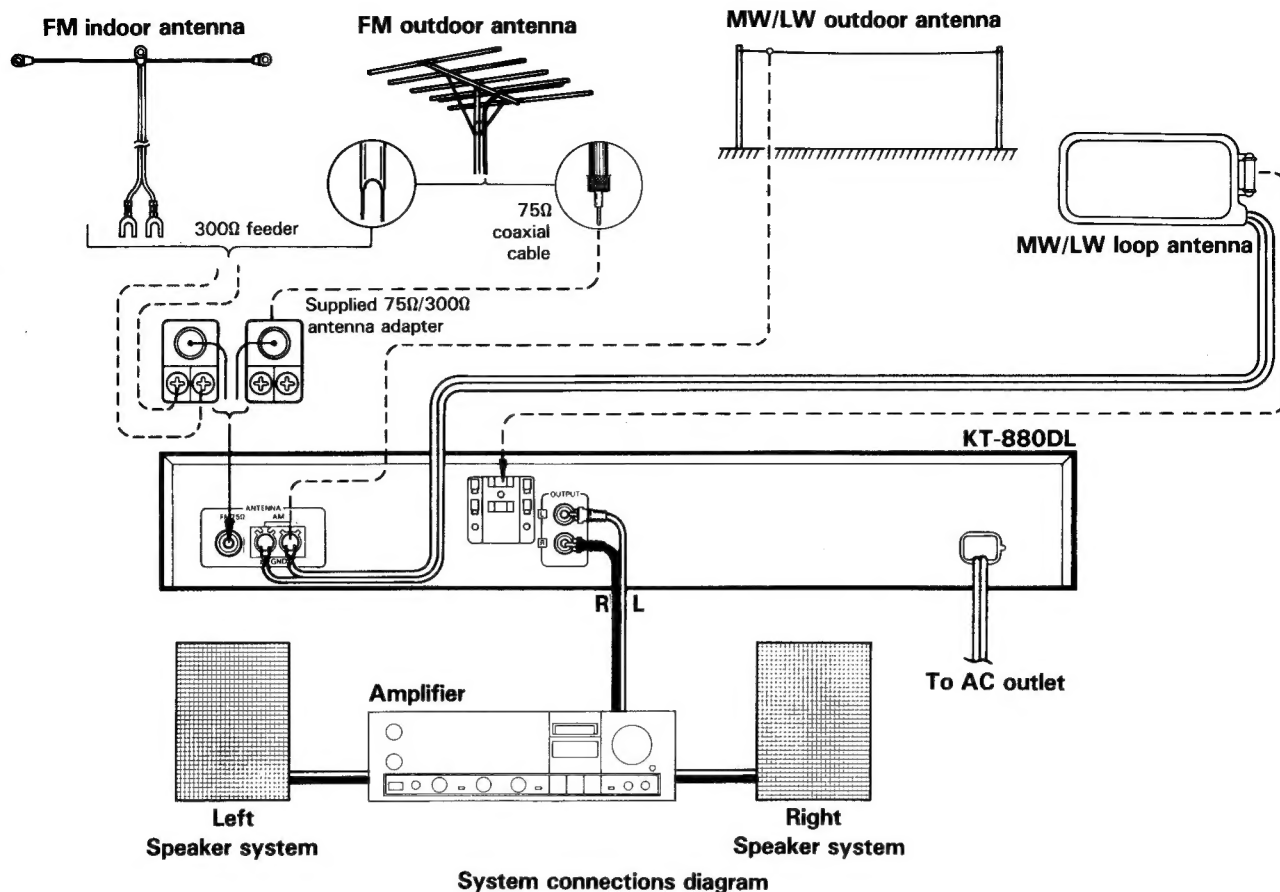 FM indoor antenna
FM outdoor antenna
MW/LW outdoor antenna
300Ω feeder
75Ω
coaxial
cable
MW/LW loop antenna
Supplied 75Ω/300Ω
antenna adapter
KT-880DL
ANTENNA
FM 75Ω
AM
GND
OUTPUT
L
R
R L
To AC outlet
Amplifier
Left
Speaker system
Right
Speaker system
System connections diagram